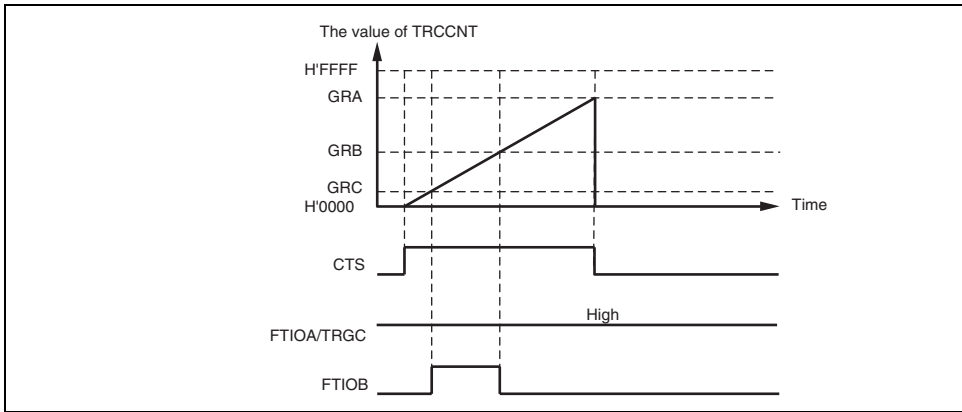 The value of TRCCNT
H'FFFF
GRA
GRB
GRC
H'0000
Time
CTS
High
FTIOA/TRGC
FTIOB